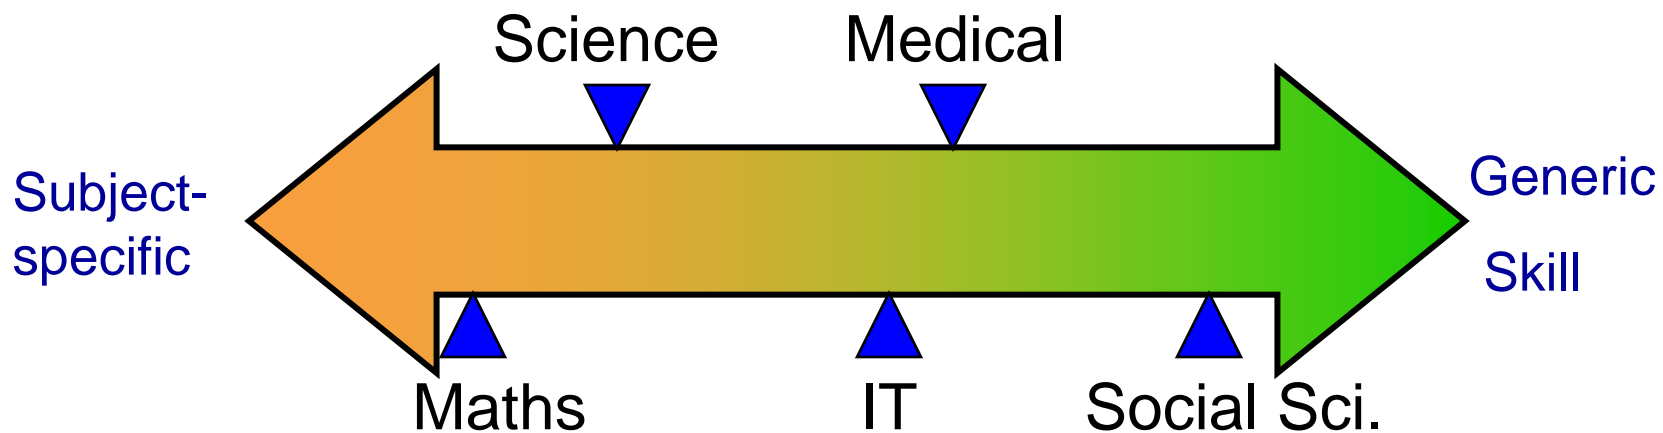 Science
Medical
Subject-
specific
Generic
Skill
Maths
IT
Social Sci.